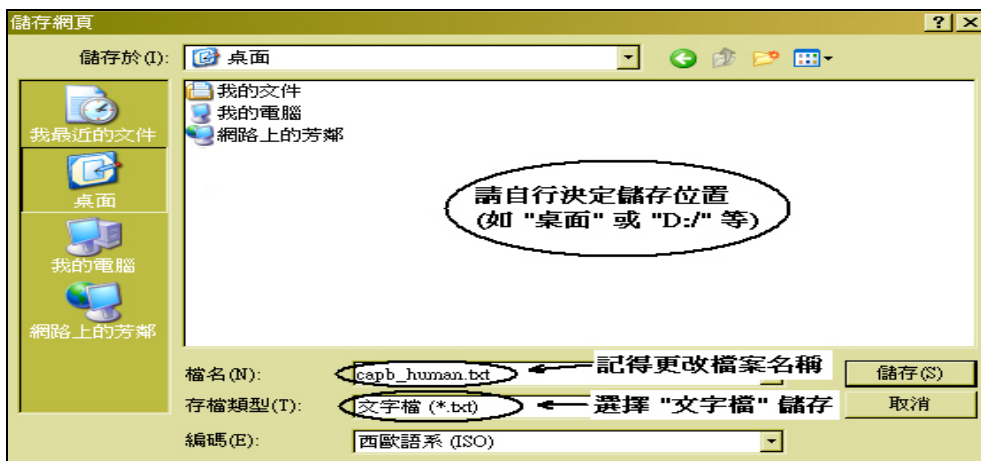 儲存網頁
儲存於(I):
桌面
我最近的文件
桌面
我的電腦
網路上的芳鄰
我的文件
我的電腦
網路上的芳鄰
請自行決定儲存位置
(如 "桌面" 或 "D:/" 等)
檔名(N):
capb_human.txt
記得更改檔案名稱
儲存(S)
存檔類型(T):
文字檔 (*.txt)
選擇 "文字檔" 儲存
取消
編碼(E):
西歐語系 (ISO)